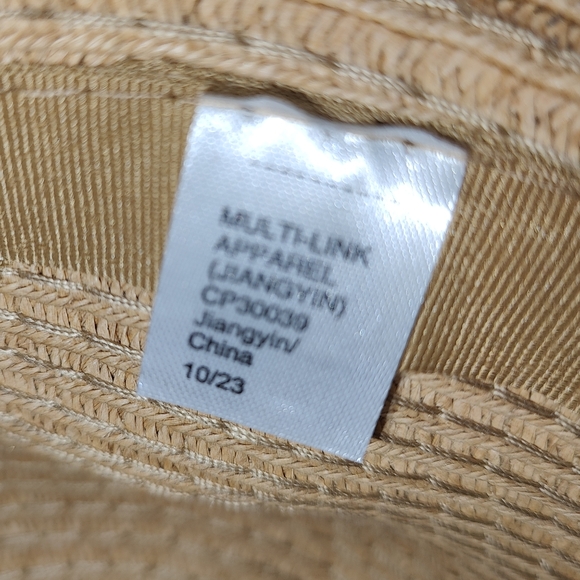 MULTI-LINK
APPAREL
(JIANGYIN)
CP30039
Jiangyin/
China
10/23